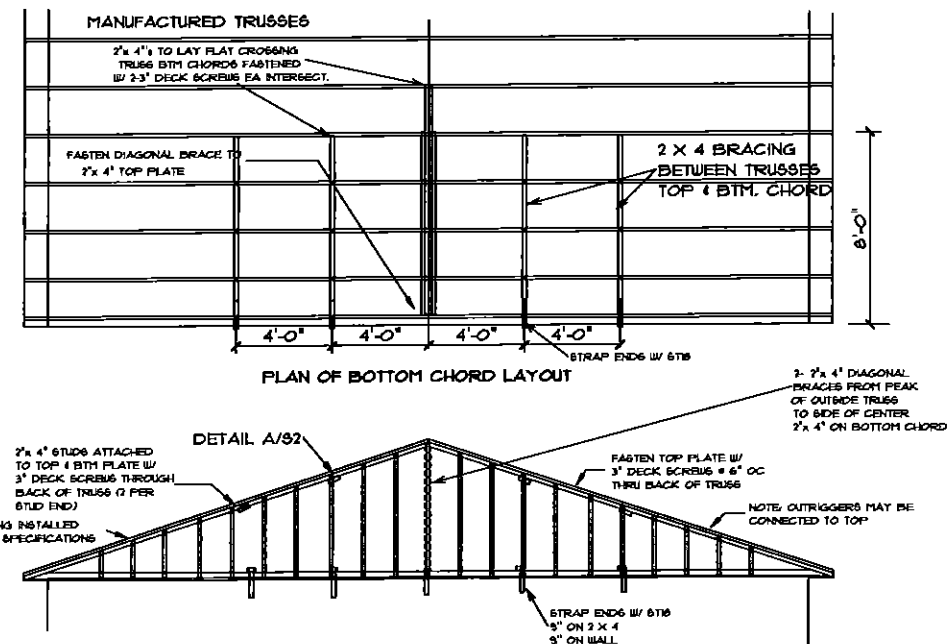 MANUFACTURED TRUSSES
2"x 4"s TO LAY FLAT CROSSING
TRUSS BTM CHORDS FASTENED
W/ 2-3" DECK SCREWS EA INTERSECT.
FASTEN DIAGONAL BRACE TO
2"x 4" TOP PLATE
2 X 4 BRACING
BETWEEN TRUSSES
TOP & BTM. CHORD
8'-0"
4'-0" 4'-0" 4'-0" 4'-0"
STRAP ENDS W/ ST18
PLAN OF BOTTOM CHORD LAYOUT
2- 2"x 4" DIAGONAL
BRACES FROM PEAK
OF OUTSIDE TRUSS
TO SIDE OF CENTER
2"x 4" ON BOTTOM CHORD
DETAIL A/S2
2"x 4" STUDS ATTACHED
TO TOP & BTM PLATE W/
3" DECK SCREWS THROUGH
BACK OF TRUSS (2 PER
STUD END)
FASTEN TOP PLATE W/
3" DECK SCREWS @ 6" OC
THRU BACK OF TRUSS
NOTE: OUTRIGGERS MAY BE
CONNECTED TO TOP
NG INSTALLED
SPECIFICATIONS
STRAP ENDS W/ ST18
9" ON 2 X 4
9" ON WALL